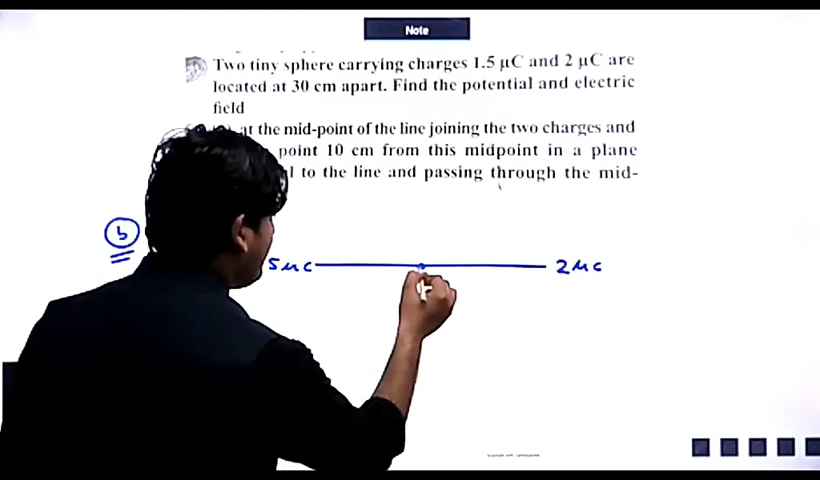 Note
Two tiny sphere carrying charges 1.5 μC and 2 μC are
located at 30 cm apart. Find the potential and electric
field
at the mid-point of the line joining the two charges and
point 10 cm from this midpoint in a plane
to the line and passing through the mid-
b
5μC 2μC